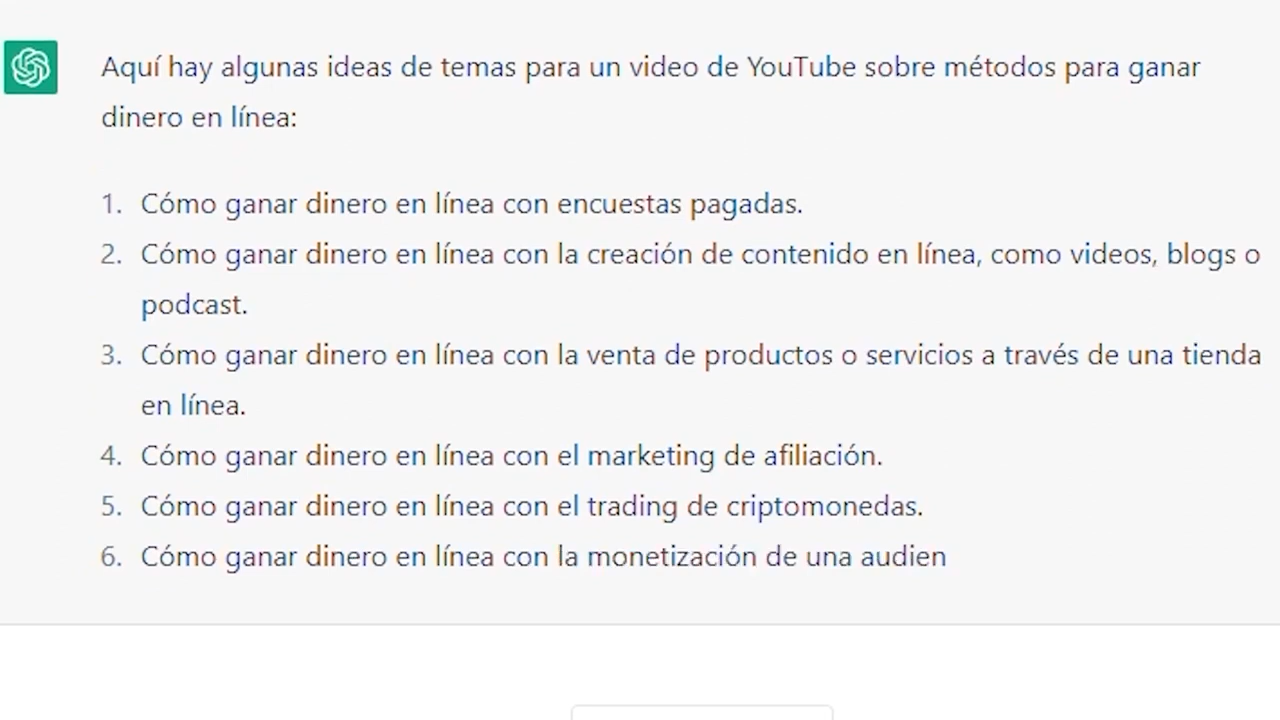 Aquí hay algunas ideas de temas para un video de YouTube sobre métodos para ganar
dinero en línea:
1. Cómo ganar dinero en línea con encuestas pagadas.
2. Cómo ganar dinero en línea con la creación de contenido en línea, como videos, blogs o
podcast.
3. Cómo ganar dinero en línea con la venta de productos o servicios a través de una tienda
en línea.
4. Cómo ganar dinero en línea con el marketing de afiliación.
5. Cómo ganar dinero en línea con el trading de criptomonedas.
6. Cómo ganar dinero en línea con la monetización de una audien